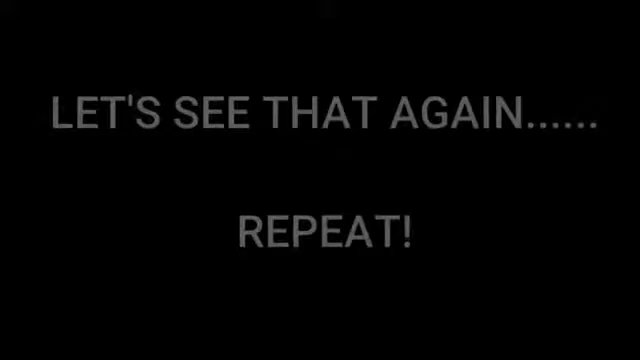 LET'S SEE THAT AGAIN......
REPEAT!